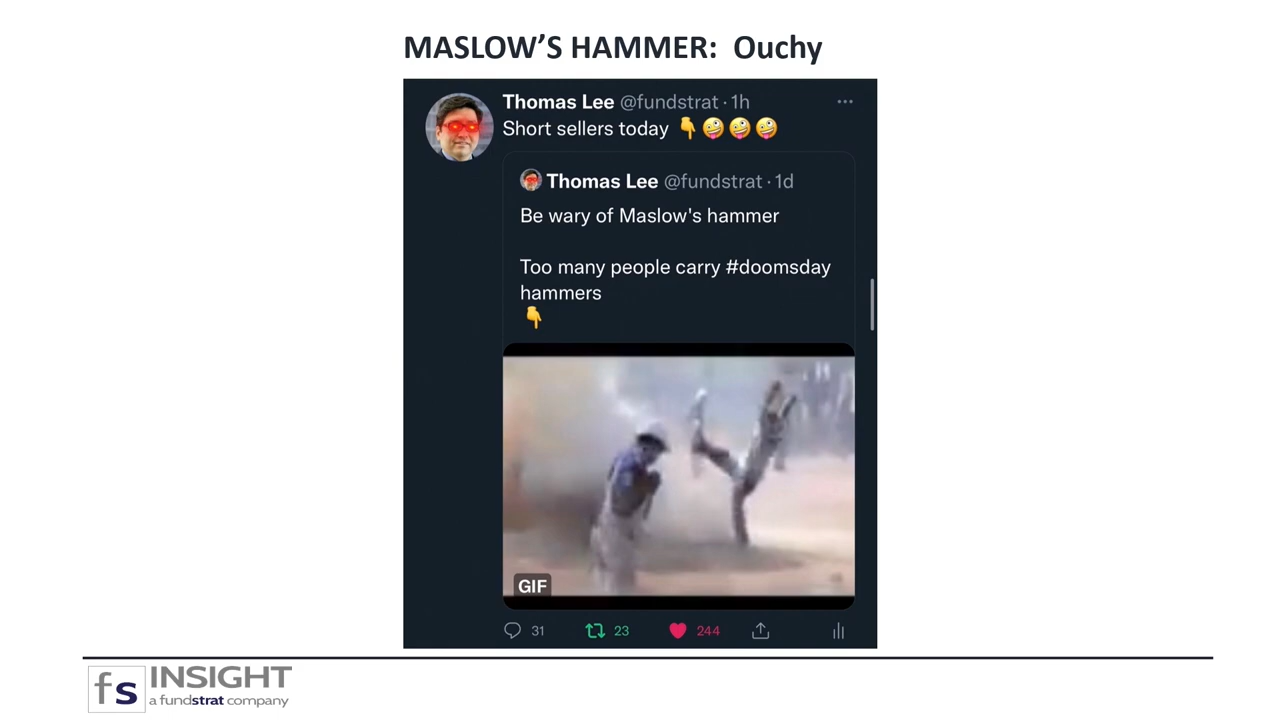 MASLOW’S HAMMER:  Ouchy
Thomas Lee @fundstrat · 1h
Short sellers today 👇🤪🤪🤪
Thomas Lee @fundstrat · 1d
Be wary of Maslow's hammer
Too many people carry #doomsday
hammers
👇
GIF
31 23 244
fs INSIGHT
a fundstrat company